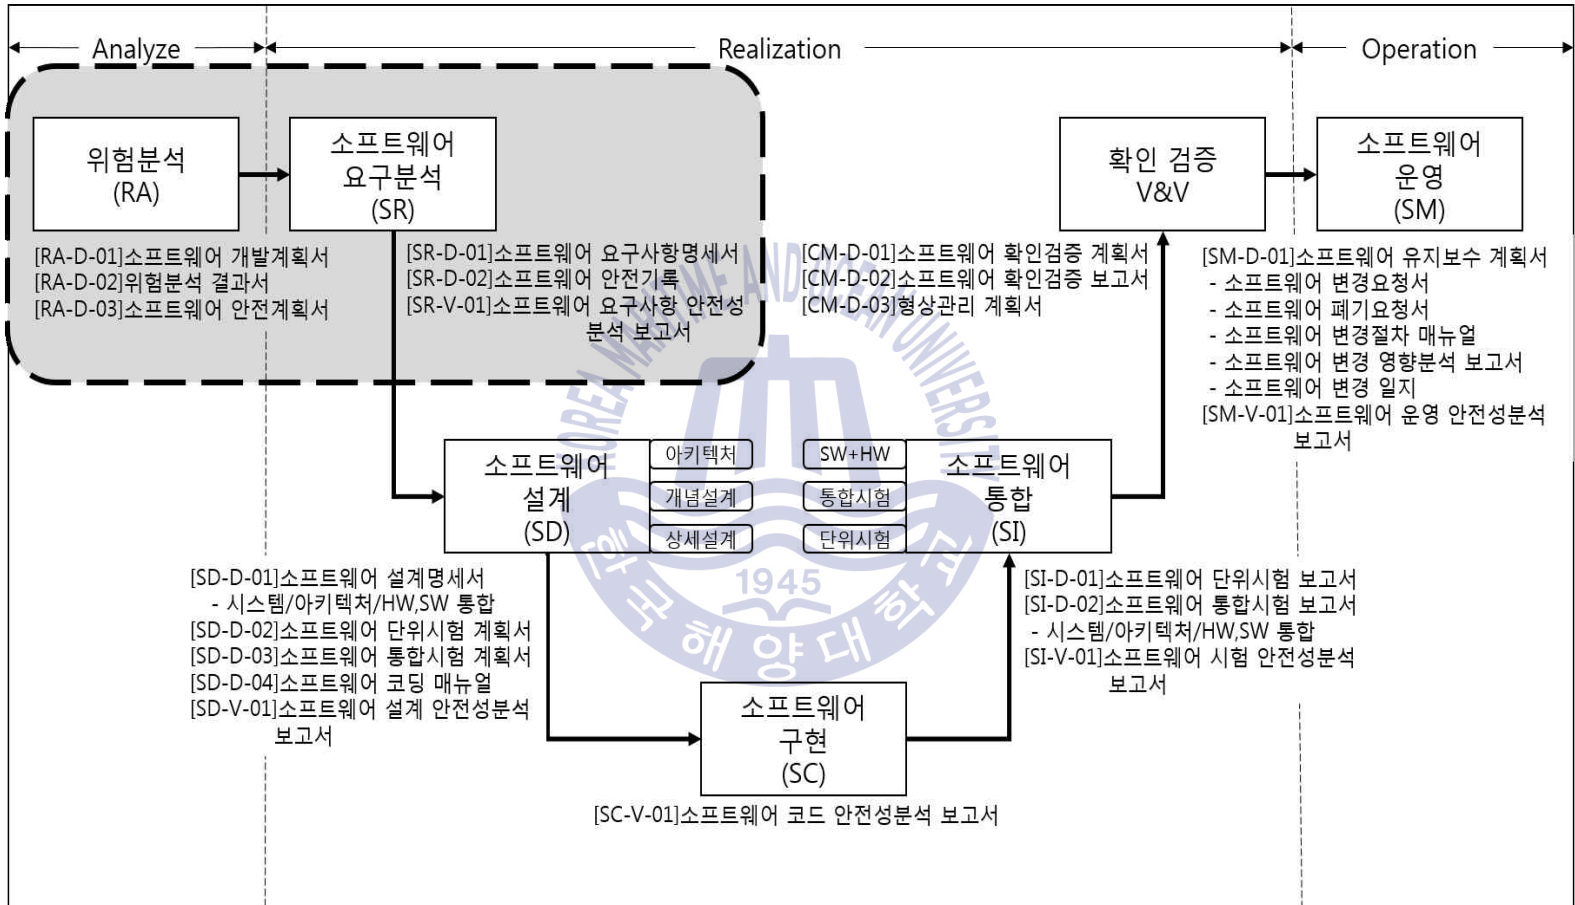 Analyze
Realization
Operation
위험분석
(RA)
소프트웨어
요구분석
(SR)
확인 검증
V&V
소프트웨어
운영
(SM)
[RA-D-01]소프트웨어 개발계획서
[RA-D-02]위험분석 결과서
[RA-D-03]소프트웨어 안전계획서
[SR-D-01]소프트웨어 요구사항명세서
[SR-D-02]소프트웨어 안전기록
[SR-V-01]소프트웨어 요구사항 안전성
분석 보고서
[CM-D-01]소프트웨어 확인검증 계획서
[CM-D-02]소프트웨어 확인검증 보고서
[CM-D-03]형상관리 계획서
[SM-D-01]소프트웨어 유지보수 계획서
- 소프트웨어 변경요청서
- 소프트웨어 폐기요청서
- 소프트웨어 변경절차 매뉴얼
- 소프트웨어 변경 영향분석 보고서
- 소프트웨어 변경 일지
[SM-V-01]소프트웨어 운영 안전성분석
보고서
KOREA MARITIME AND OCEAN UNIVERSITY
소프트웨어
설계
(SD)
아키텍처
개념설계
상세설계
SW+HW
통합시험
단위시험
소프트웨어
통합
(SI)
1945
한국해양대학교
[SD-D-01]소프트웨어 설계명세서
- 시스템/아키텍처/HW,SW 통합
[SD-D-02]소프트웨어 단위시험 계획서
[SD-D-03]소프트웨어 통합시험 계획서
[SD-D-04]소프트웨어 코딩 매뉴얼
[SD-V-01]소프트웨어 설계 안전성분석
보고서
[SI-D-01]소프트웨어 단위시험 보고서
[SI-D-02]소프트웨어 통합시험 보고서
- 시스템/아키텍처/HW,SW 통합
[SI-V-01]소프트웨어 시험 안전성분석
보고서
소프트웨어
구현
(SC)
[SC-V-01]소프트웨어 코드 안전성분석 보고서